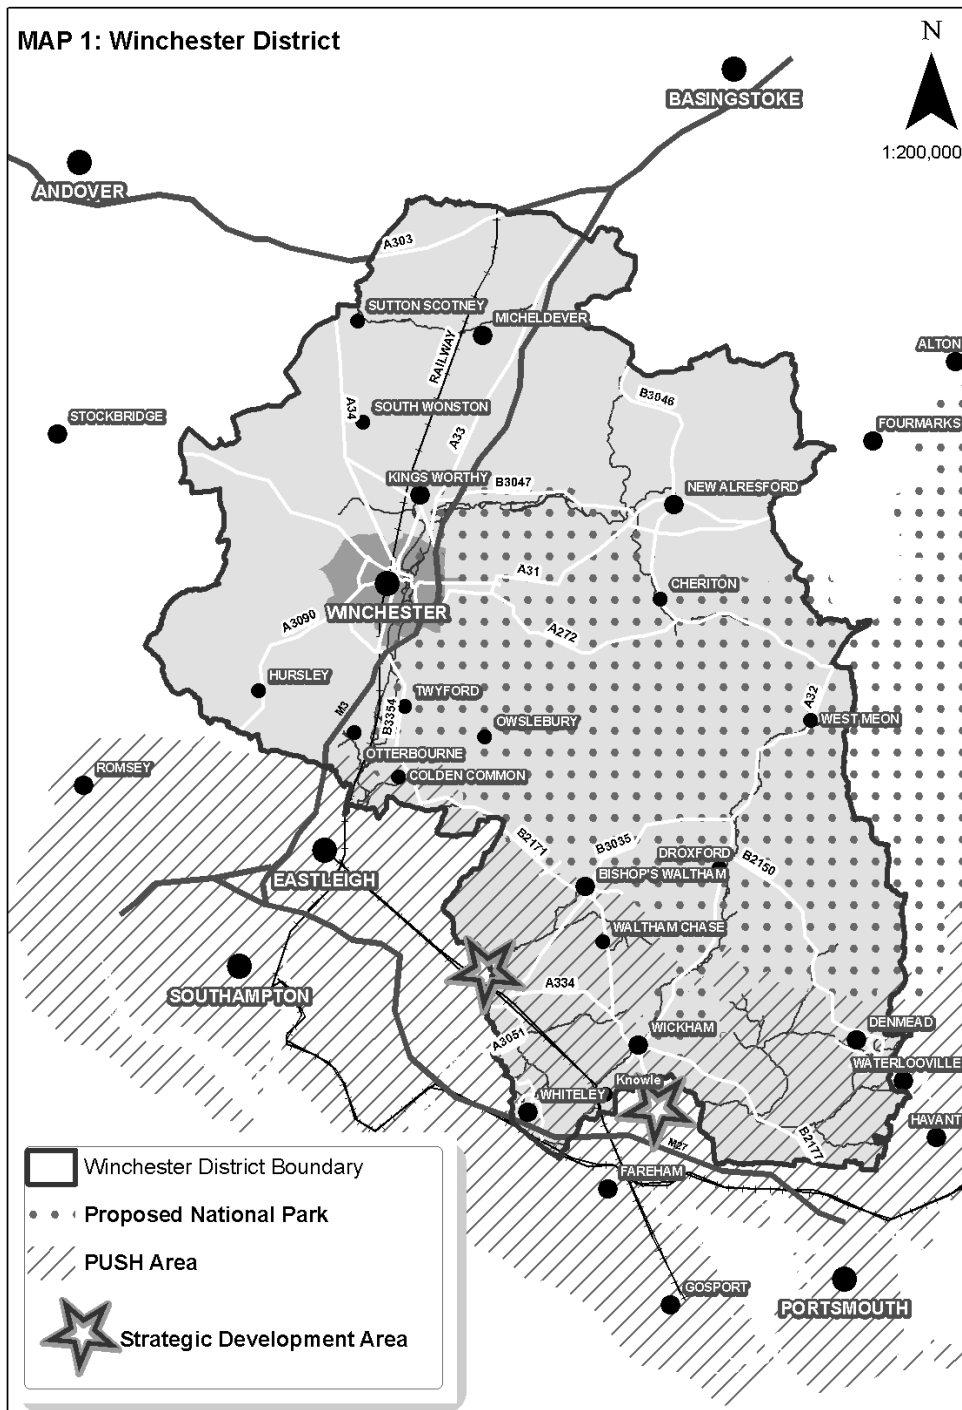 MAP 1: Winchester District
N
BASINGSTOKE
1:200,000
ANDOVER
A303
SUTTON SCOTNEY
MICHELDEVER
RAILWAY
ALTON
B3046
A34
SOUTH WONSTON
STOCKBRIDGE
FOURMARKS
A33
KINGS WORTHY
B3047
NEW ALRESFORD
A31
CHERITON
WINCHESTER
A3090
A272
HURSLEY
M3
TWYFORD
A32
B3354
OWSLEBURY
WEST MEON
OTTERBOURNE
ROMSEY
COLDEN COMMON
B2171
B3035
DROXFORD
B2150
EASTLEIGH
BISHOP'S WALTHAM
WALTHAM CHASE
SOUTHAMPTON
A334
WICKHAM
DENMEAD
A3051
WATERLOOVILLE
Knowle
WHITELEY
HAVANT
M27
B2177
FAREHAM
GOSPORT
PORTSMOUTH
Winchester District Boundary
Proposed National Park
PUSH Area
Strategic Development Area